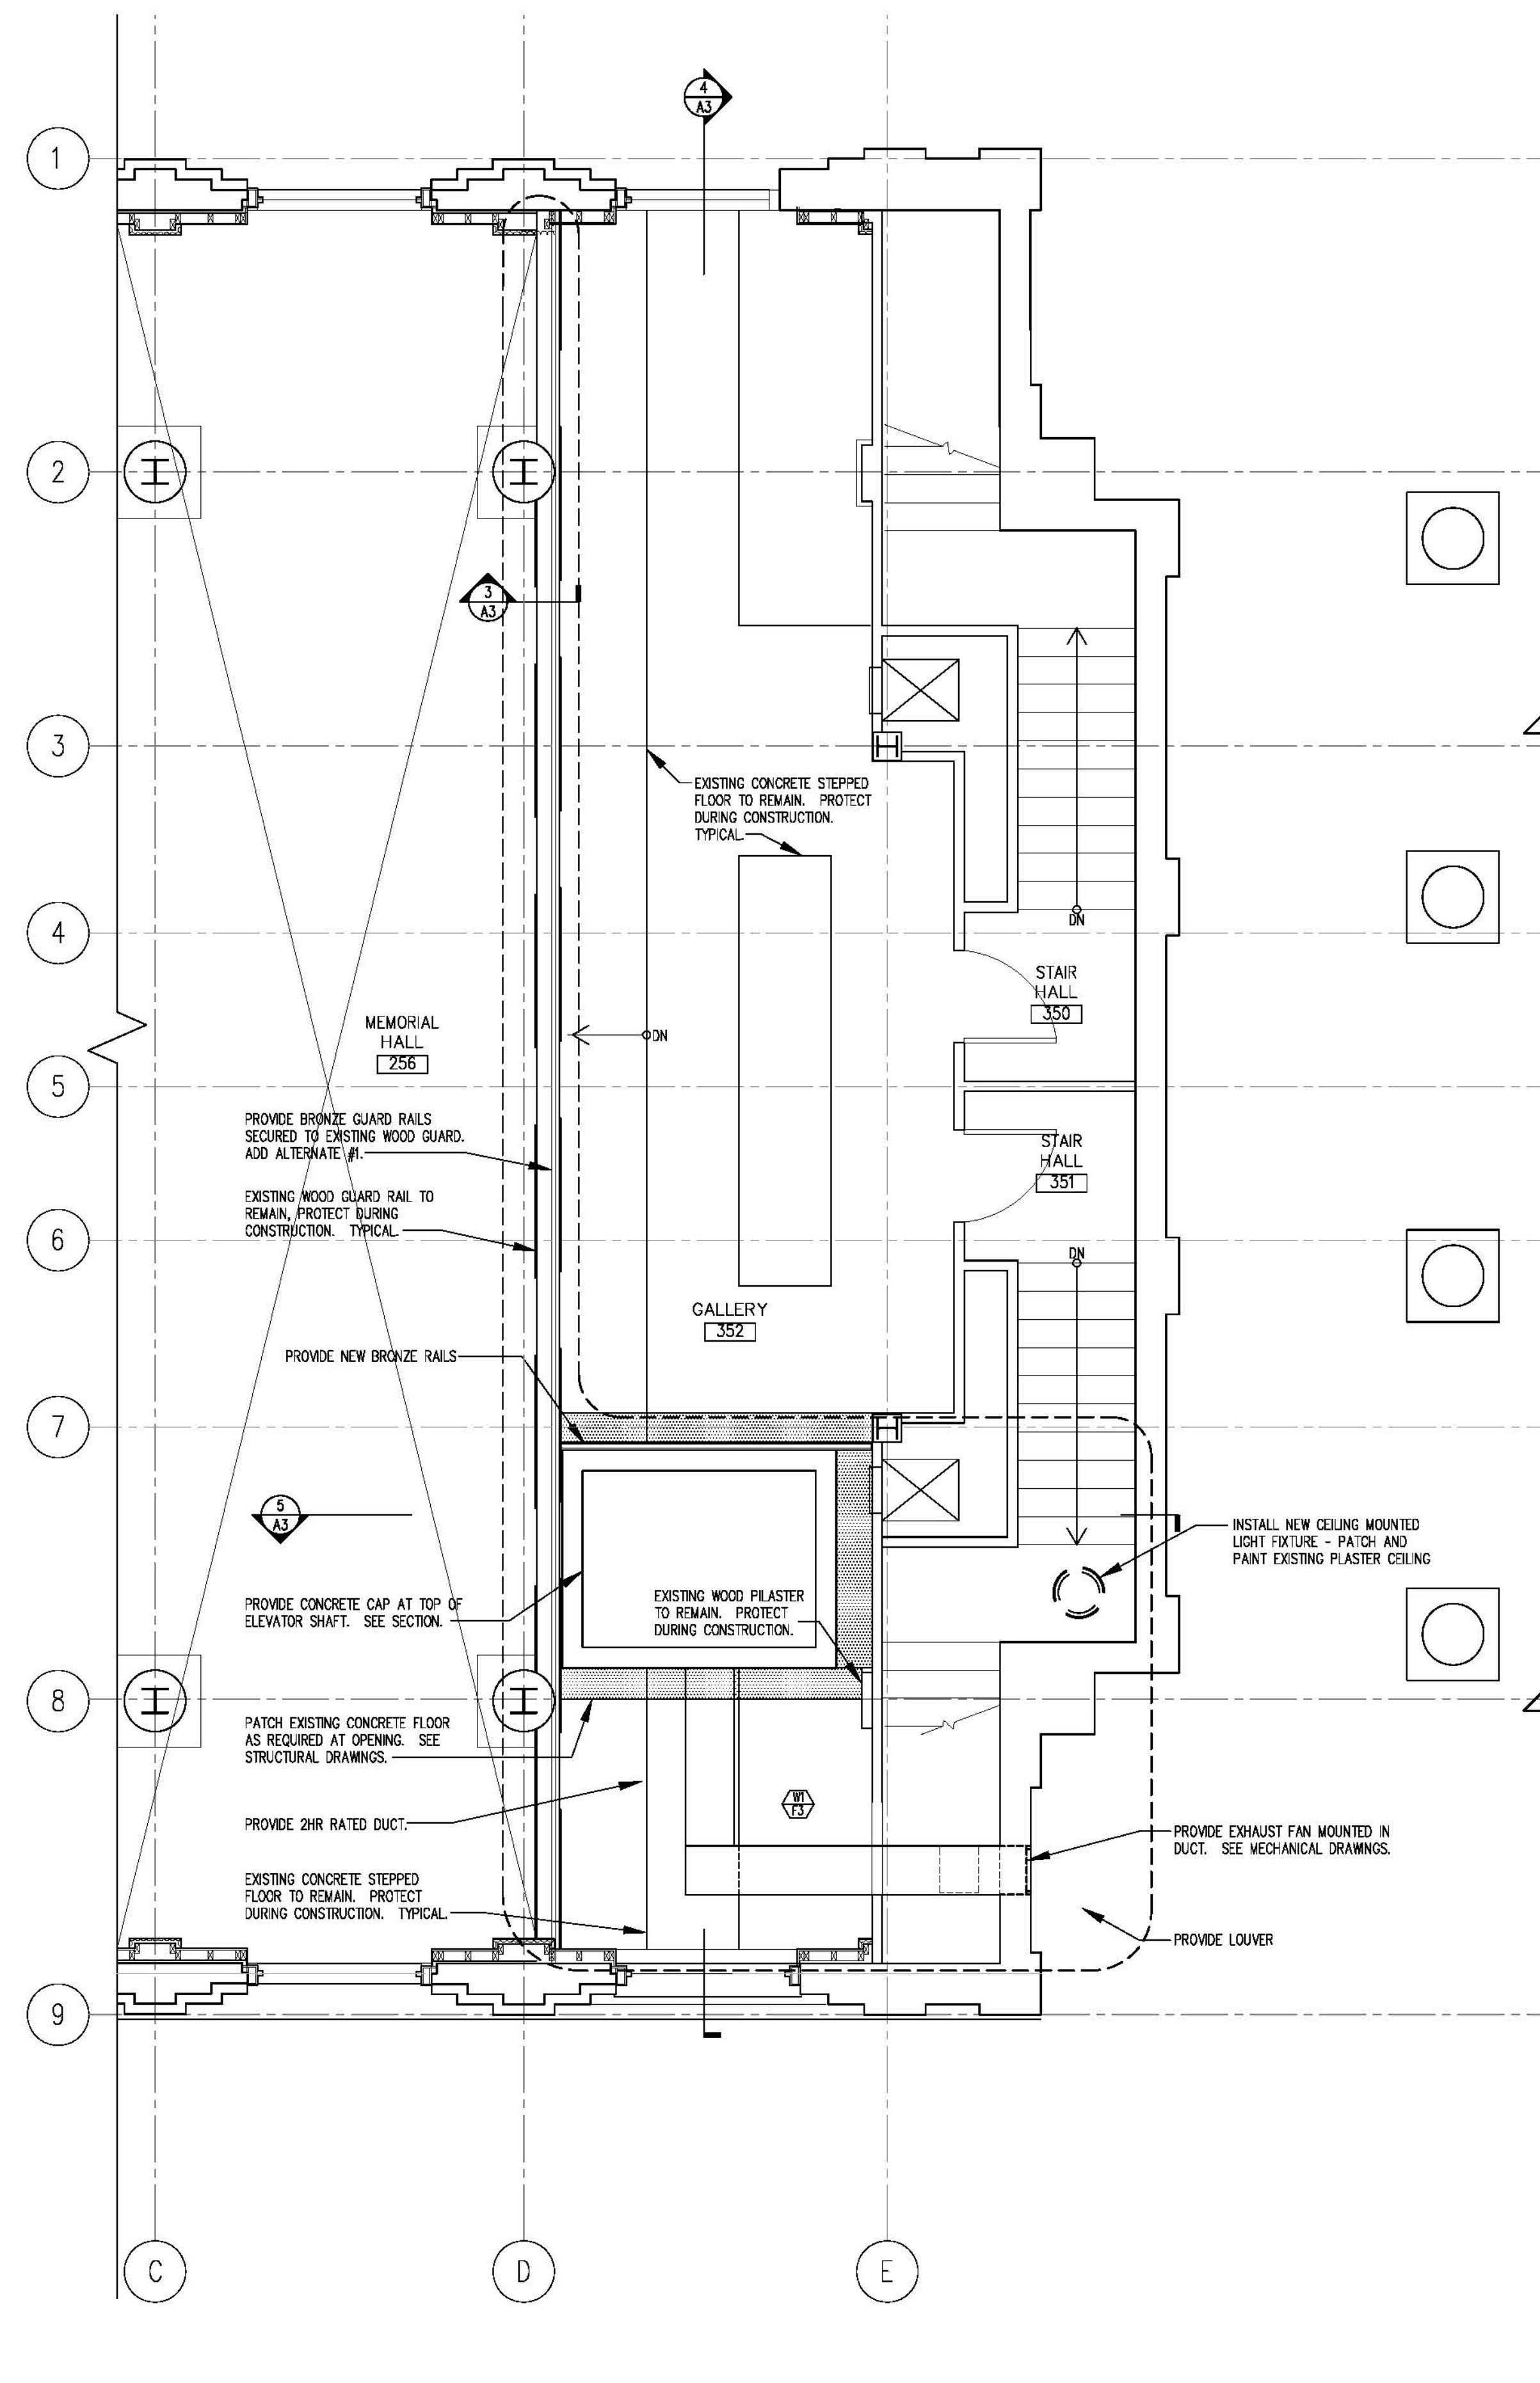 4
A3
1
2
3
A3
3
EXISTING CONCRETE STEPPED
FLOOR TO REMAIN. PROTECT
DURING CONSTRUCTION.
TYPICAL.
4
DN
STAIR
HALL
350
MEMORIAL
HALL
256
DN
5
PROVIDE BRONZE GUARD RAILS
SECURED TO EXISTING WOOD GUARD.
ADD ALTERNATE #1.
STAIR
HALL
351
EXISTING WOOD GUARD RAIL TO
REMAIN, PROTECT DURING
CONSTRUCTION. TYPICAL.
6
DN
GALLERY
352
PROVIDE NEW BRONZE RAILS
7
5
A3
INSTALL NEW CEILING MOUNTED
LIGHT FIXTURE - PATCH AND
PAINT EXISTING PLASTER CEILING
PROVIDE CONCRETE CAP AT TOP OF
ELEVATOR SHAFT. SEE SECTION.
EXISTING WOOD PILASTER
TO REMAIN. PROTECT
DURING CONSTRUCTION.
8
PATCH EXISTING CONCRETE FLOOR
AS REQUIRED AT OPENING. SEE
STRUCTURAL DRAWINGS.
W1
F3
PROVIDE 2HR RATED DUCT.
PROVIDE EXHAUST FAN MOUNTED IN
DUCT. SEE MECHANICAL DRAWINGS.
EXISTING CONCRETE STEPPED
FLOOR TO REMAIN. PROTECT
DURING CONSTRUCTION. TYPICAL.
PROVIDE LOUVER
9
C
D
E